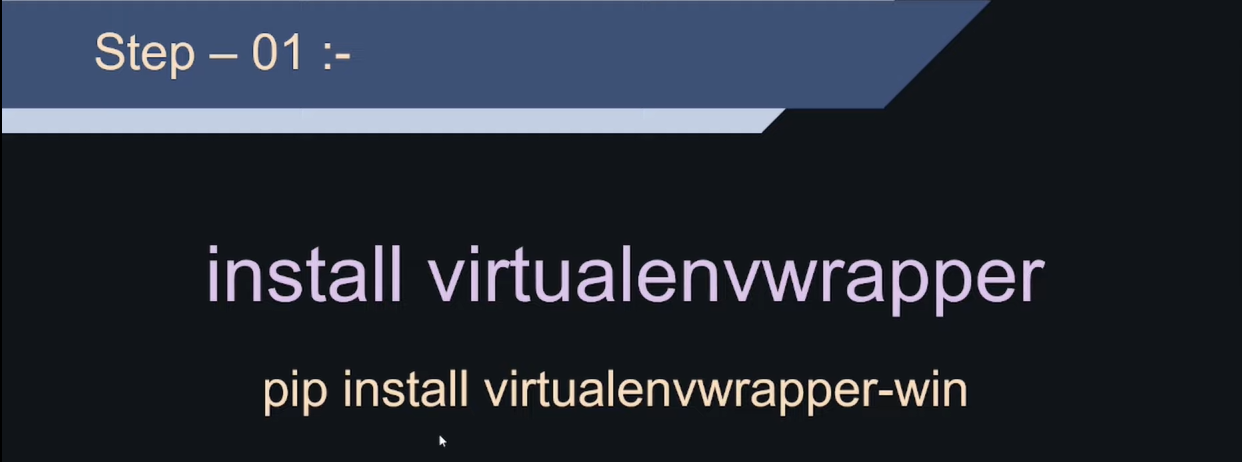 Step – 01 :-
install virtualenvwrapper
pip install virtualenvwrapper-win